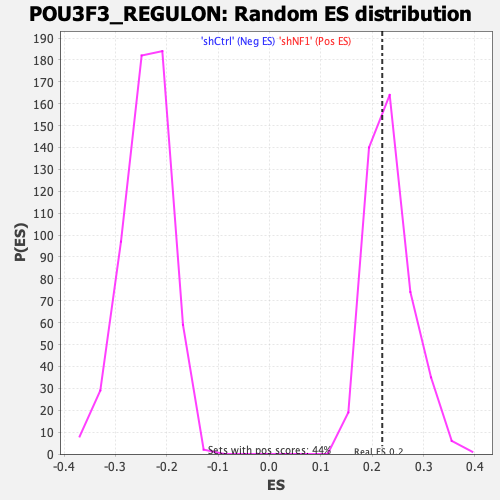 POU3F3_REGULON: Random ES distribution
'shCtrl' (Neg ES) 'shNF1' (Pos ES)
190
180
170
160
150
140
130
120
110
100
90
80
70
60
50
40
30
20
10
0
P(ES)
Sets with pos scores: 44%
Real ES 0.2
-0.4 -0.3 -0.2 -0.1 0.0 0.1 0.2 0.3 0.4
ES